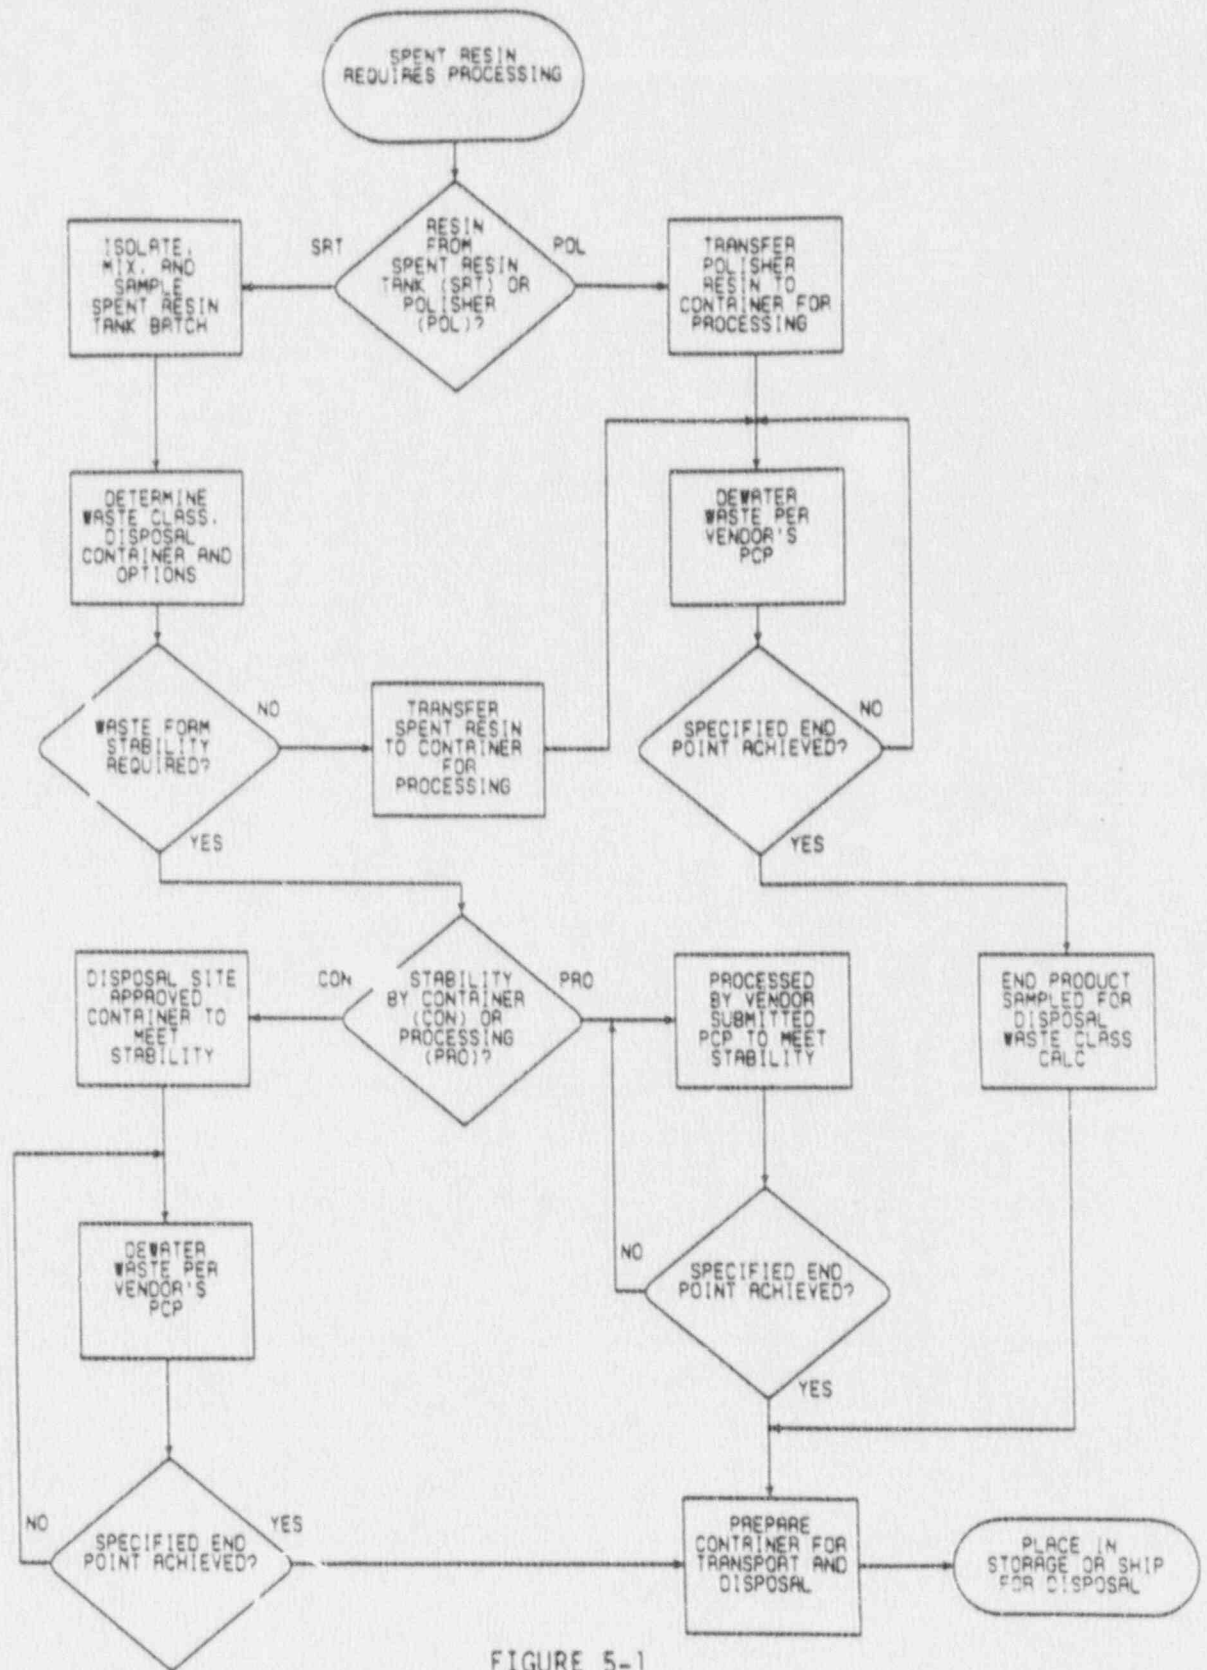 SPENT RESIN
REQUIRES PROCESSING
RESIN
FROM
SPENT RESIN
TANK (SRT) OR
POLISHER
(POL)?
SRT
POL
ISOLATE,
MIX, AND
SAMPLE
SPENT RESIN
TANK BATCH
TRANSFER
POLISHER
RESIN TO
CONTAINER FOR
PROCESSING
DETERMINE
WASTE CLASS,
DISPOSAL
CONTAINER AND
OPTIONS
DEWATER
WASTE PER
VENDOR'S
PCP
WASTE FORM
STABILITY
REQUIRED?
NO
YES
TRANSFER
SPENT RESIN
TO CONTAINER
FOR
PROCESSING
SPECIFIED END
POINT ACHIEVED?
NO
YES
DISPOSAL SITE
APPROVED
CONTAINER TO
MEET
STABILITY
CON
STABILITY
BY CONTAINER
(CON) OR
PROCESSING
(PRO)?
PRO
PROCESSED
BY VENDOR
SUBMITTED
PCP TO MEET
STABILITY
END PRODUCT
SAMPLED FOR
DISPOSAL
WASTE CLASS
CALC
DEWATER
WASTE PER
VENDOR'S
PCP
NO
SPECIFIED END
POINT ACHIEVED?
YES
NO
SPECIFIED END
POINT ACHIEVED?
YES
PREPARE
CONTAINER FOR
TRANSPORT AND
DISPOSAL
PLACE IN
STORAGE OR SHIP
FOR DISPOSAL
FIGURE 5-1